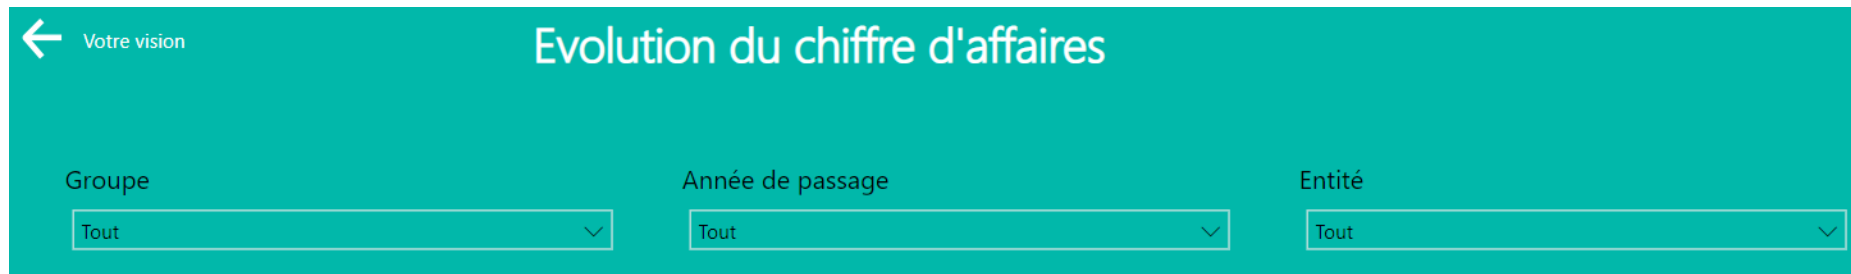 Votre vision
Evolution du chiffre d'affaires
Groupe
Année de passage
Entité
Tout
Tout
Tout